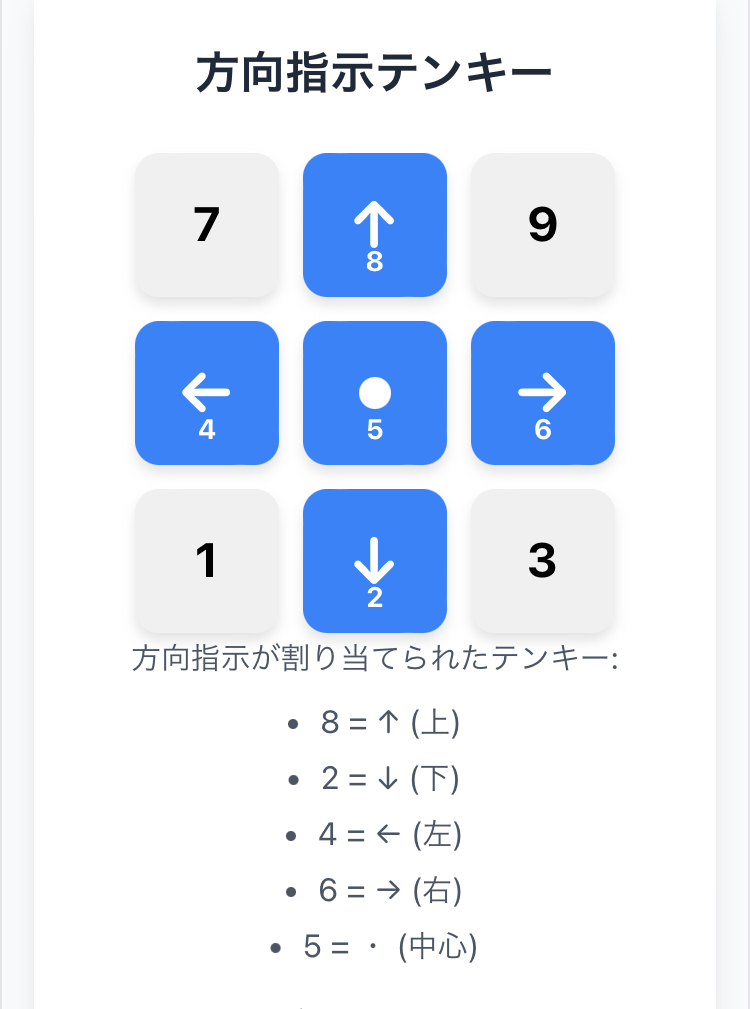 方向指示テンキー
7 ↑ 9
8
← ● →
4 5 6
1 ↓ 3
2
方向指示が割り当てられたテンキー:
• 8 = ↑ (上)
• 2 = ↓ (下)
• 4 = ← (左)
• 6 = → (右)
• 5 = ・ (中心)